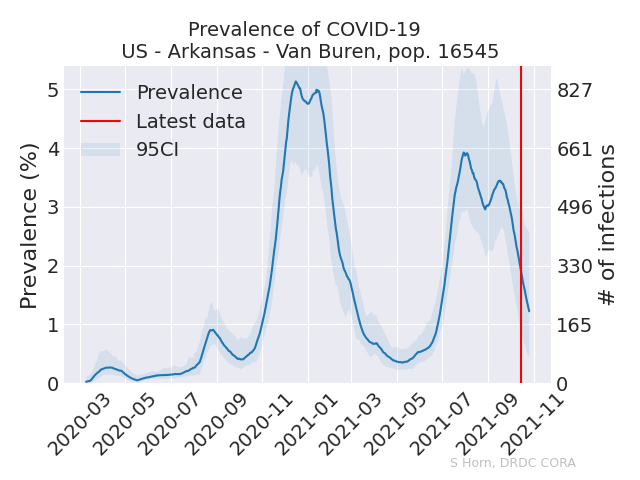 Prevalence of COVID-19
US - Arkansas - Van Buren, pop. 16545
Prevalence
Latest data
95CI
Prevalence (%)
5
4
3
2
1
0
827
661
496
330
165
0
# of infections
2020-03
2020-05
2020-07
2020-09
2020-11
2021-01
2021-03
2021-05
2021-07
2021-09
2021-11
S Horn, DRDC CORA